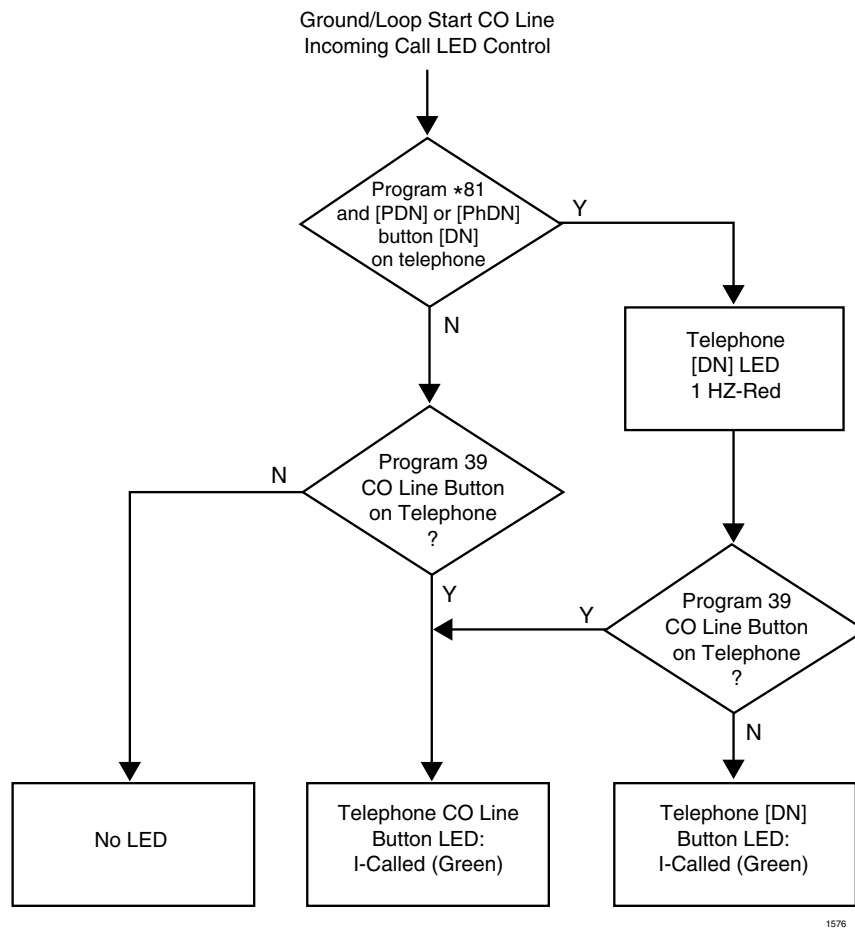 Ground/Loop Start CO Line
Incoming Call LED Control
Program *81
and [PDN] or [PhDN]
button [DN]
on telephone
Y
N
Telephone
[DN] LED
1 HZ-Red
Program 39
CO Line Button
on Telephone
?
N
Y
Program 39
CO Line Button
on Telephone
?
Y
N
No LED
Telephone CO Line
Button LED:
I-Called (Green)
Telephone [DN]
Button LED:
I-Called (Green)
1576